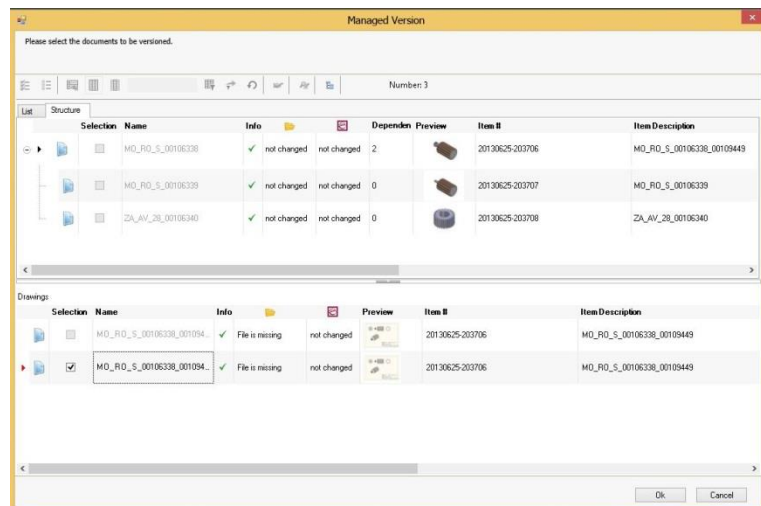 Managed Version
Please select the documents to be versioned.
Number: 3
List Structure
Selection Name Info Dependen Preview Item # Item Description
MO_RO_S_00106338 not changed not changed 2 20130625-203706 MO_RO_S_00106338_00109449
MO_RO_S_00106339 not changed not changed 0 20130625-203707 MO_RO_S_00106339
ZA_AV_28_00106340 not changed not changed 0 20130625-203708 ZA_AV_28_00106340
Drawings
Selection Name Info Preview Item # Item Description
MO_RO_S_00106338_001094... File is missing not changed 20130625-203706 MO_RO_S_00106338_00109449
MO_RO_S_00106338_001094... File is missing not changed 20130625-203706 MO_RO_S_00106338_00109449
Ok Cancel